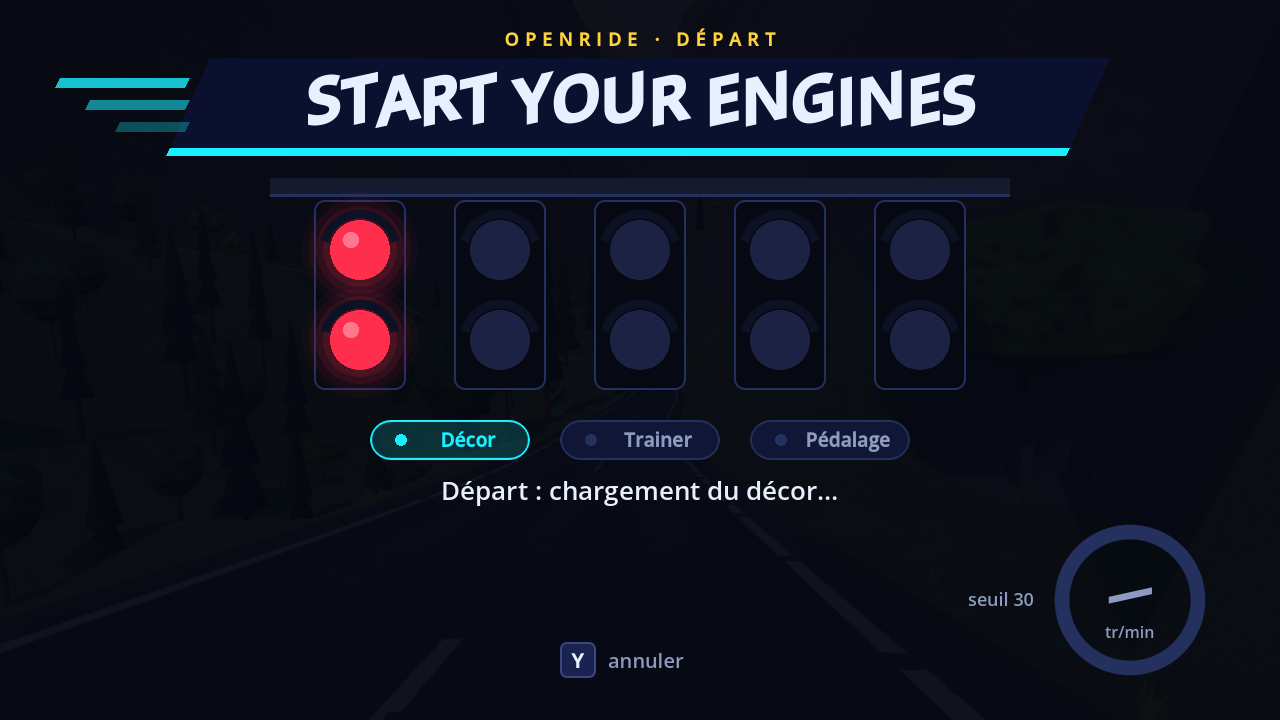 OPENRIDE · DÉPART
START YOUR ENGINES
Décor
Trainer
Pédalage
Départ : chargement du décor...
seuil 30
—
tr/min
Y annuler